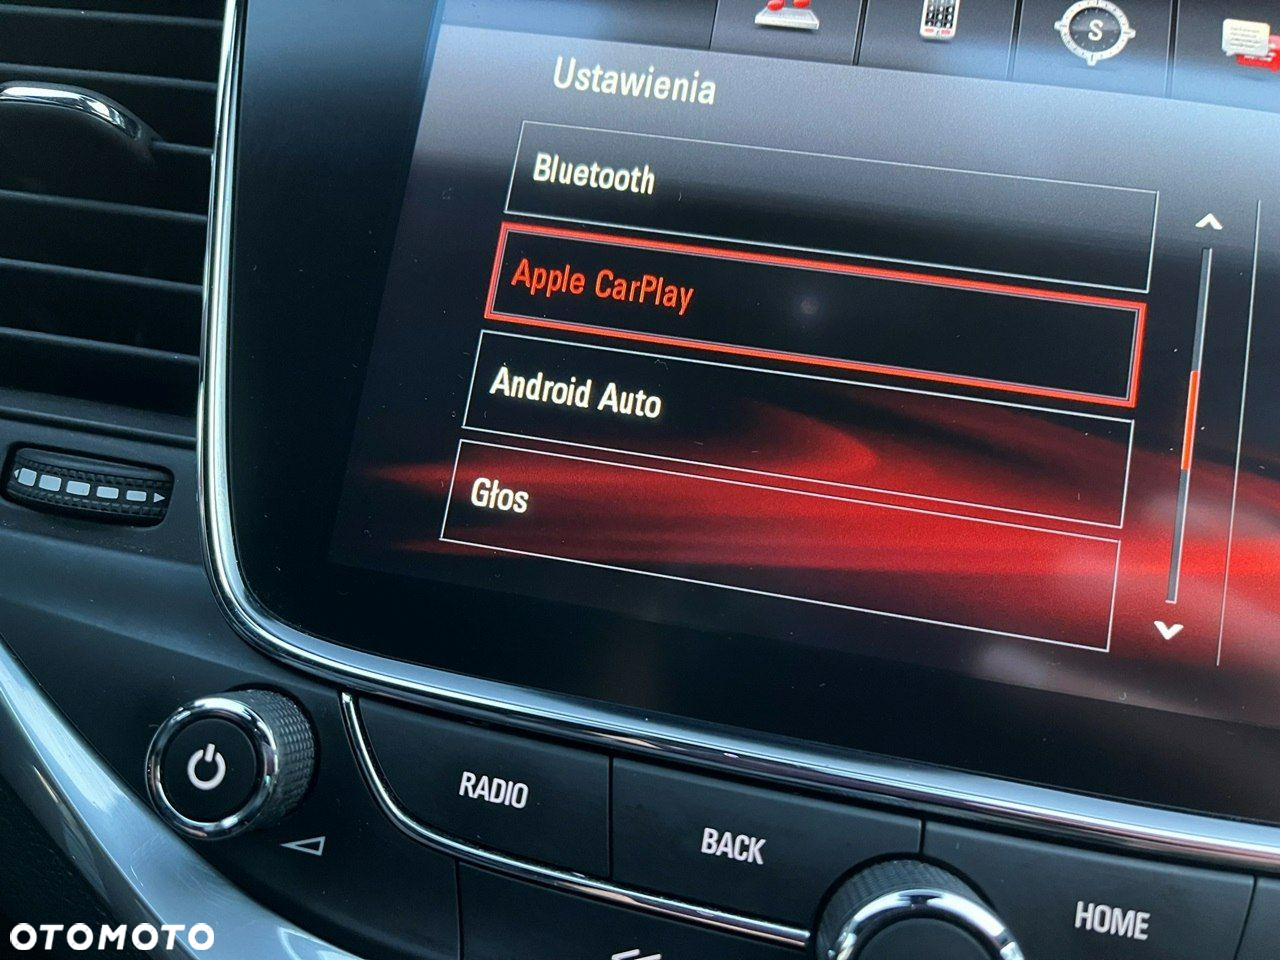 S
Ustawienia
Bluetooth
Apple CarPlay
Android Auto
Głos
RADIO
BACK
HOME
OTOMOTO